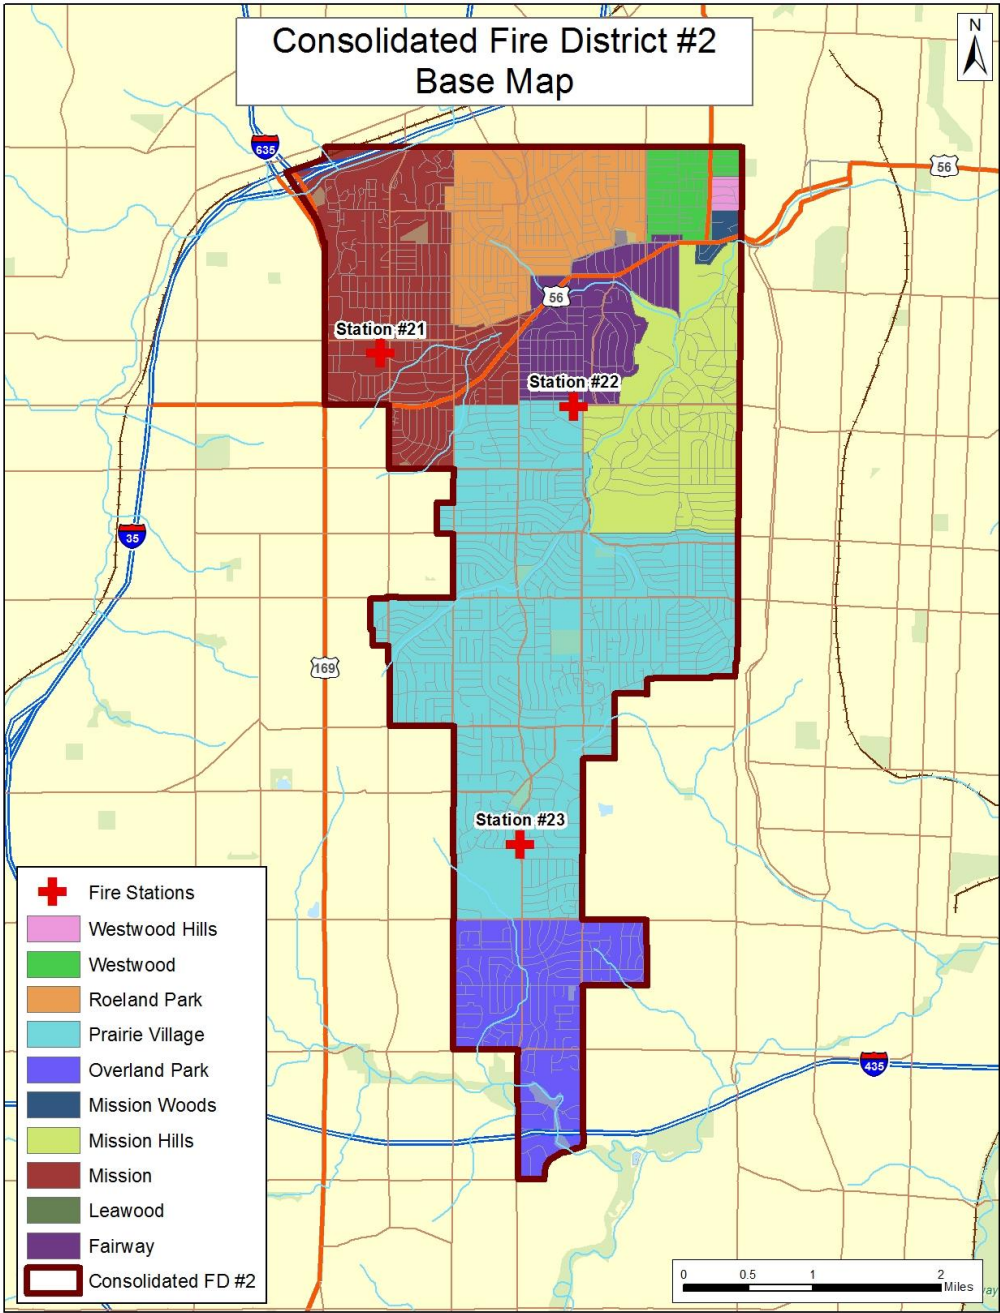 Consolidated Fire District #2
Base Map
N
635
56
56
Station #21
Station #22
35
169
Station #23
435
Fire Stations
Westwood Hills
Westwood
Roeland Park
Prairie Village
Overland Park
Mission Woods
Mission Hills
Mission
Leawood
Fairway
Consolidated FD #2
0 0.5 1 2
Miles